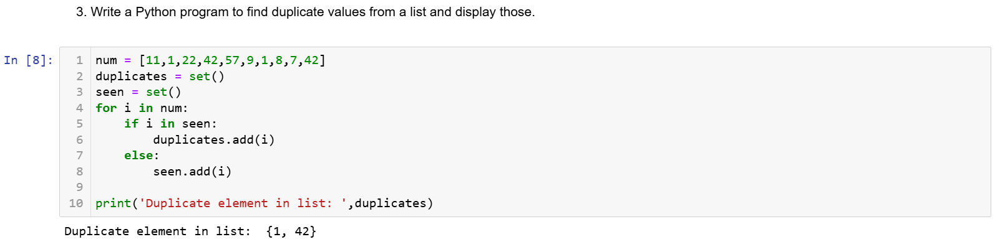 3. Write a Python program to find duplicate values from a list and display those.
In [8]:
1 num = [11,1,22,42,57,9,1,8,7,42]
2 duplicates = set()
3 seen = set()
4 for i in num:
5     if i in seen:
6         duplicates.add(i)
7     else:
8         seen.add(i)
9
10 print('Duplicate element in list: ',duplicates)
Duplicate element in list:  {1, 42}